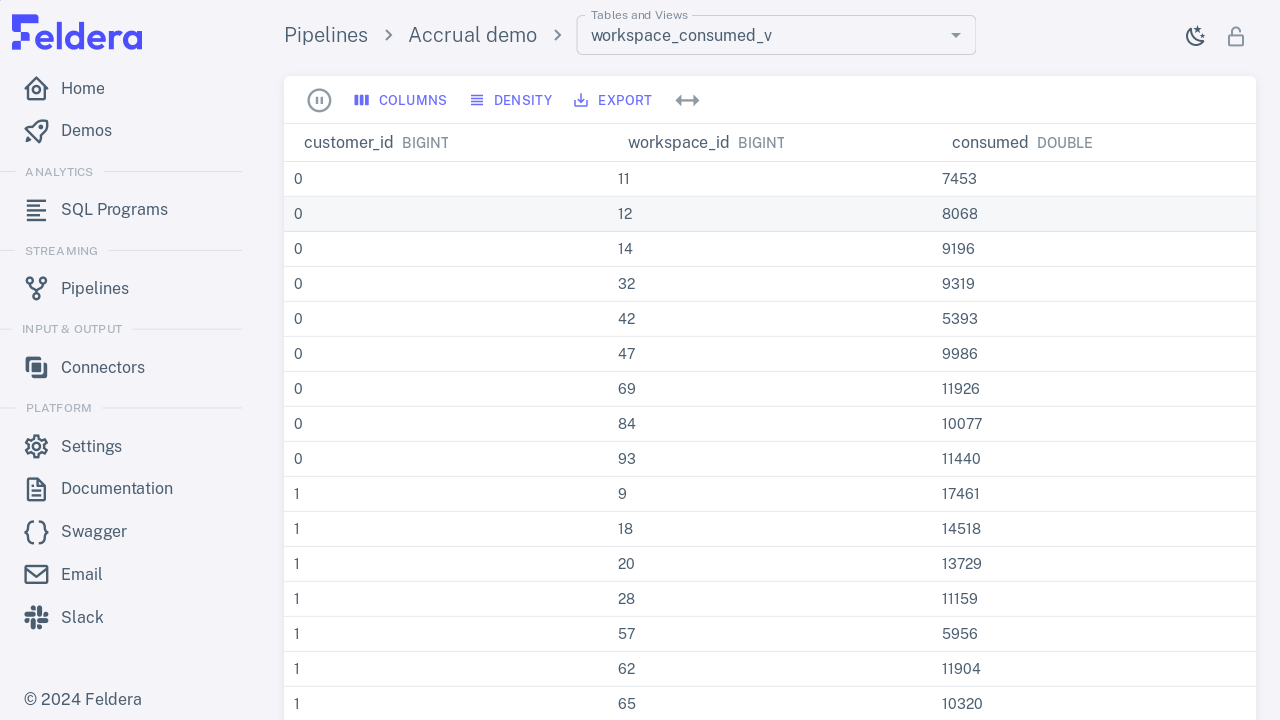 Feldera
Home
Demos
ANALYTICS
SQL Programs
STREAMING
Pipelines
INPUT & OUTPUT
Connectors
PLATFORM
Settings
Documentation
Swagger
Email
Slack
© 2024 Feldera
Pipelines
Accrual demo
Tables and Views
workspace_consumed_v
COLUMNS DENSITY EXPORT
customer_id BIGINT workspace_id BIGINT consumed DOUBLE
0 11 7453
0 12 8068
0 14 9196
0 32 9319
0 42 5393
0 47 9986
0 69 11926
0 84 10077
0 93 11440
1 9 17461
1 18 14518
1 20 13729
1 28 11159
1 57 5956
1 62 11904
1 65 10320